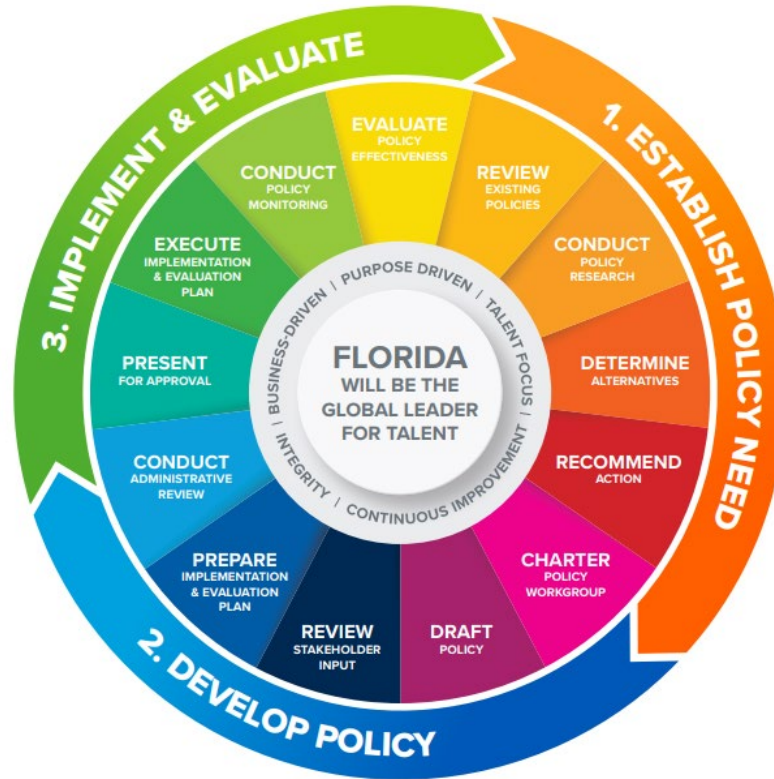 1. ESTABLISH POLICY NEED
REVIEW
EXISTING
POLICIES
CONDUCT
POLICY
RESEARCH
DETERMINE
ALTERNATIVES
RECOMMEND
ACTION
2. DEVELOP POLICY
CHARTER
POLICY
WORKGROUP
DRAFT
POLICY
REVIEW
STAKEHOLDER
INPUT
PREPARE
IMPLEMENTATION
& EVALUATION
PLAN
CONDUCT
ADMINISTRATIVE
REVIEW
3. IMPLEMENT & EVALUATE
PRESENT
FOR APPROVAL
EXECUTE
IMPLEMENTATION
& EVALUATION
PLAN
CONDUCT
POLICY
MONITORING
EVALUATE
POLICY
EFFECTIVENESS
| BUSINESS-DRIVEN | PURPOSE DRIVEN | TALENT FOCUS | CONTINUOUS IMPROVEMENT | INTEGRITY
FLORIDA
WILL BE THE
GLOBAL LEADER
FOR TALENT